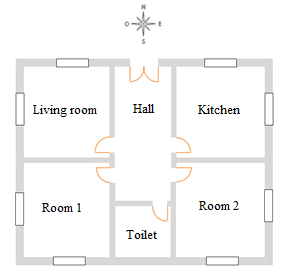 N
O E
S
Living room
Hall
Kitchen
Room 1
Room 2
Toilet